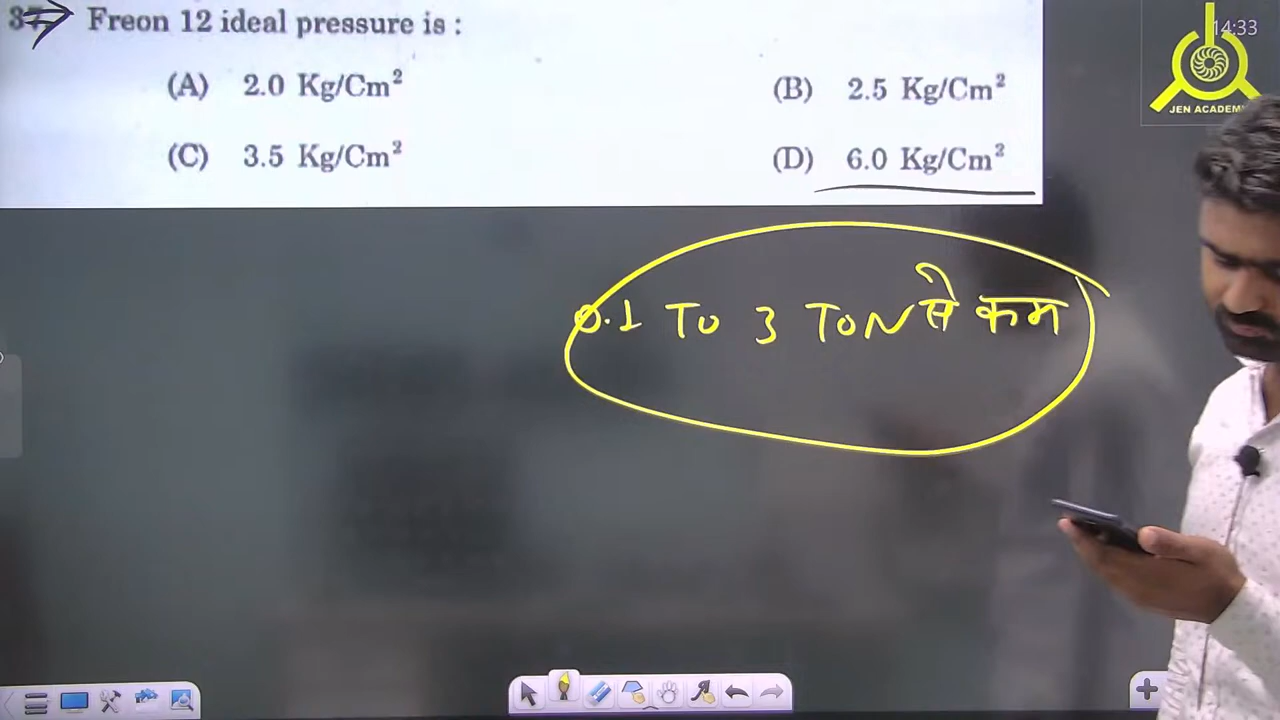 37. Freon 12 ideal pressure is :
(A) 2.0 Kg/Cm²
(B) 2.5 Kg/Cm²
(C) 3.5 Kg/Cm²
(D) 6.0 Kg/Cm²
0.1 To 3 TON से कम
14:33
JEN ACADEMY